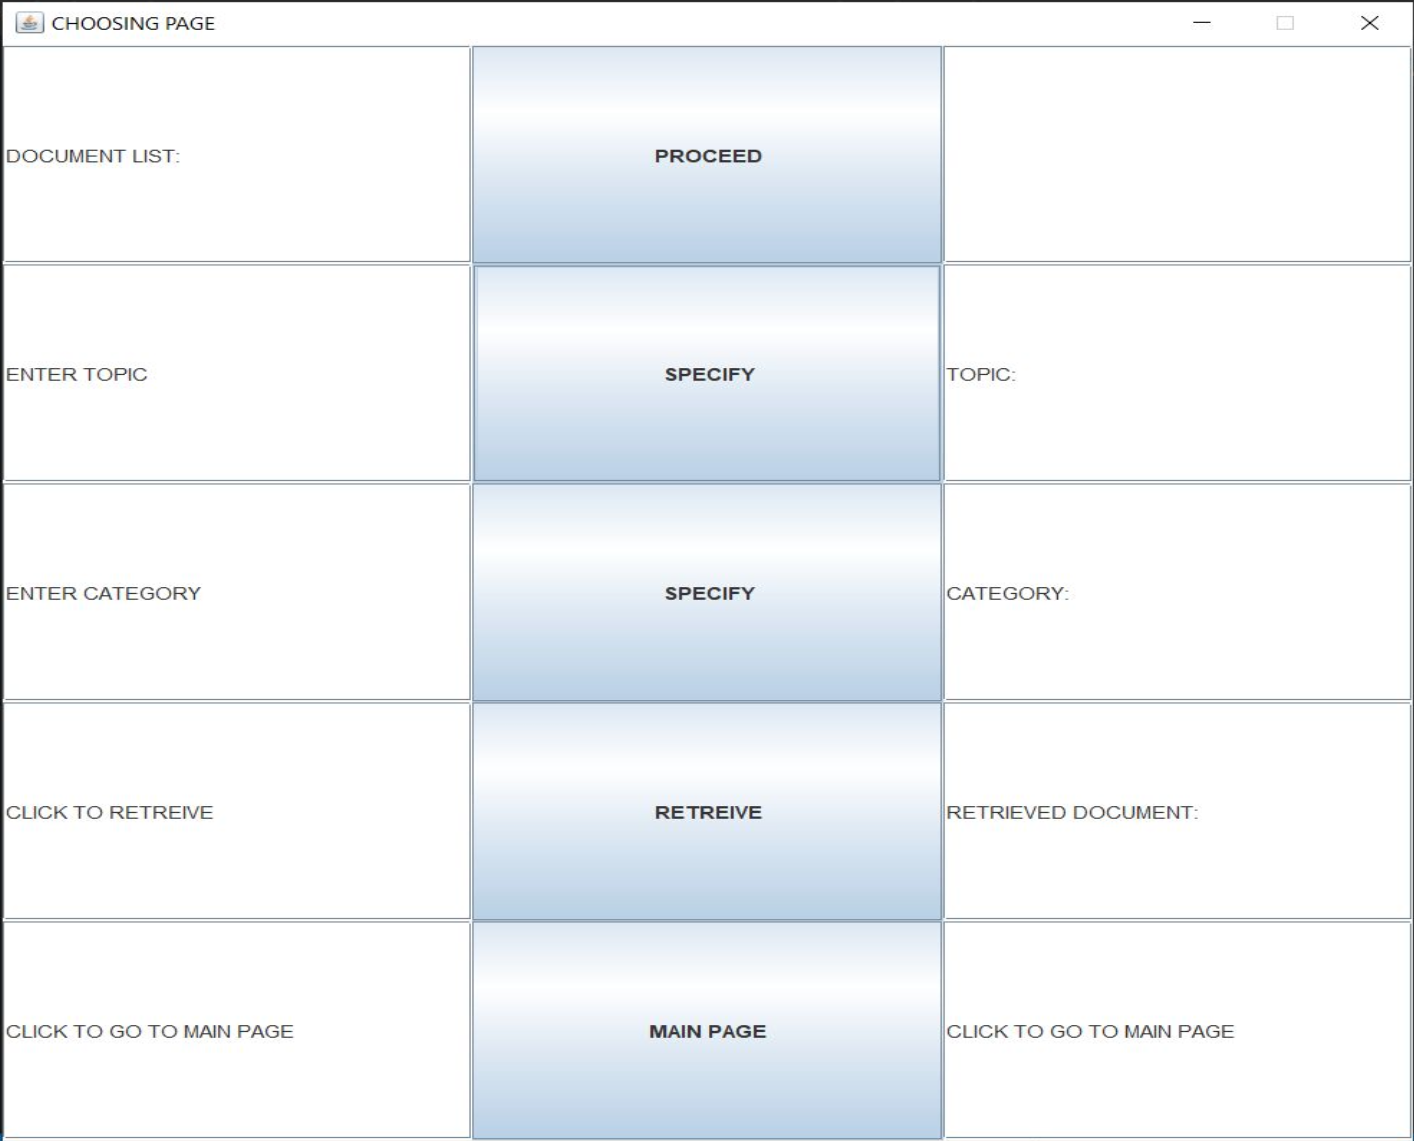 CHOOSING PAGE
DOCUMENT LIST:
PROCEED
ENTER TOPIC
SPECIFY
TOPIC:
ENTER CATEGORY
SPECIFY
CATEGORY:
CLICK TO RETREIVE
RETREIVE
RETRIEVED DOCUMENT:
CLICK TO GO TO MAIN PAGE
MAIN PAGE
CLICK TO GO TO MAIN PAGE